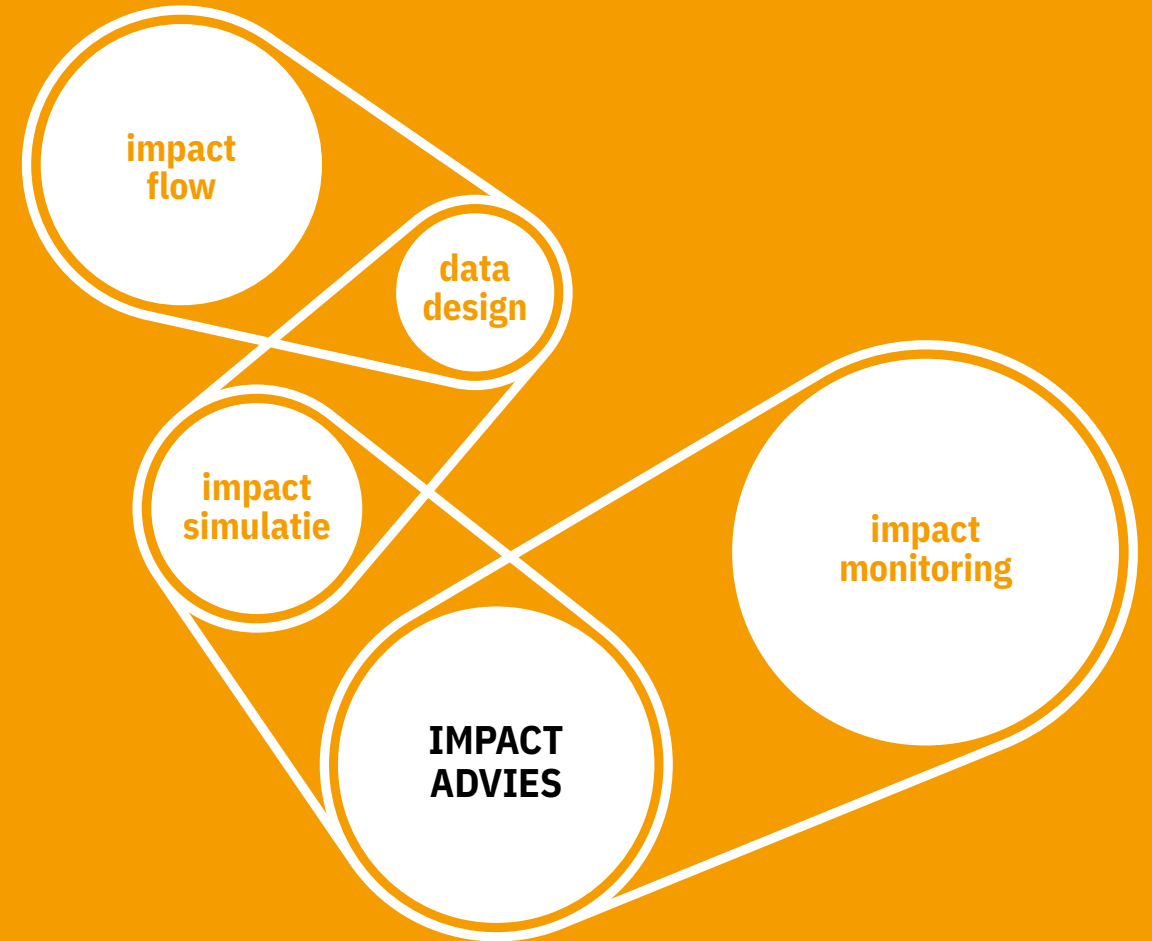 impact
flow
data
design
impact
simulatie
impact
monitoring
IMPACT
ADVIES